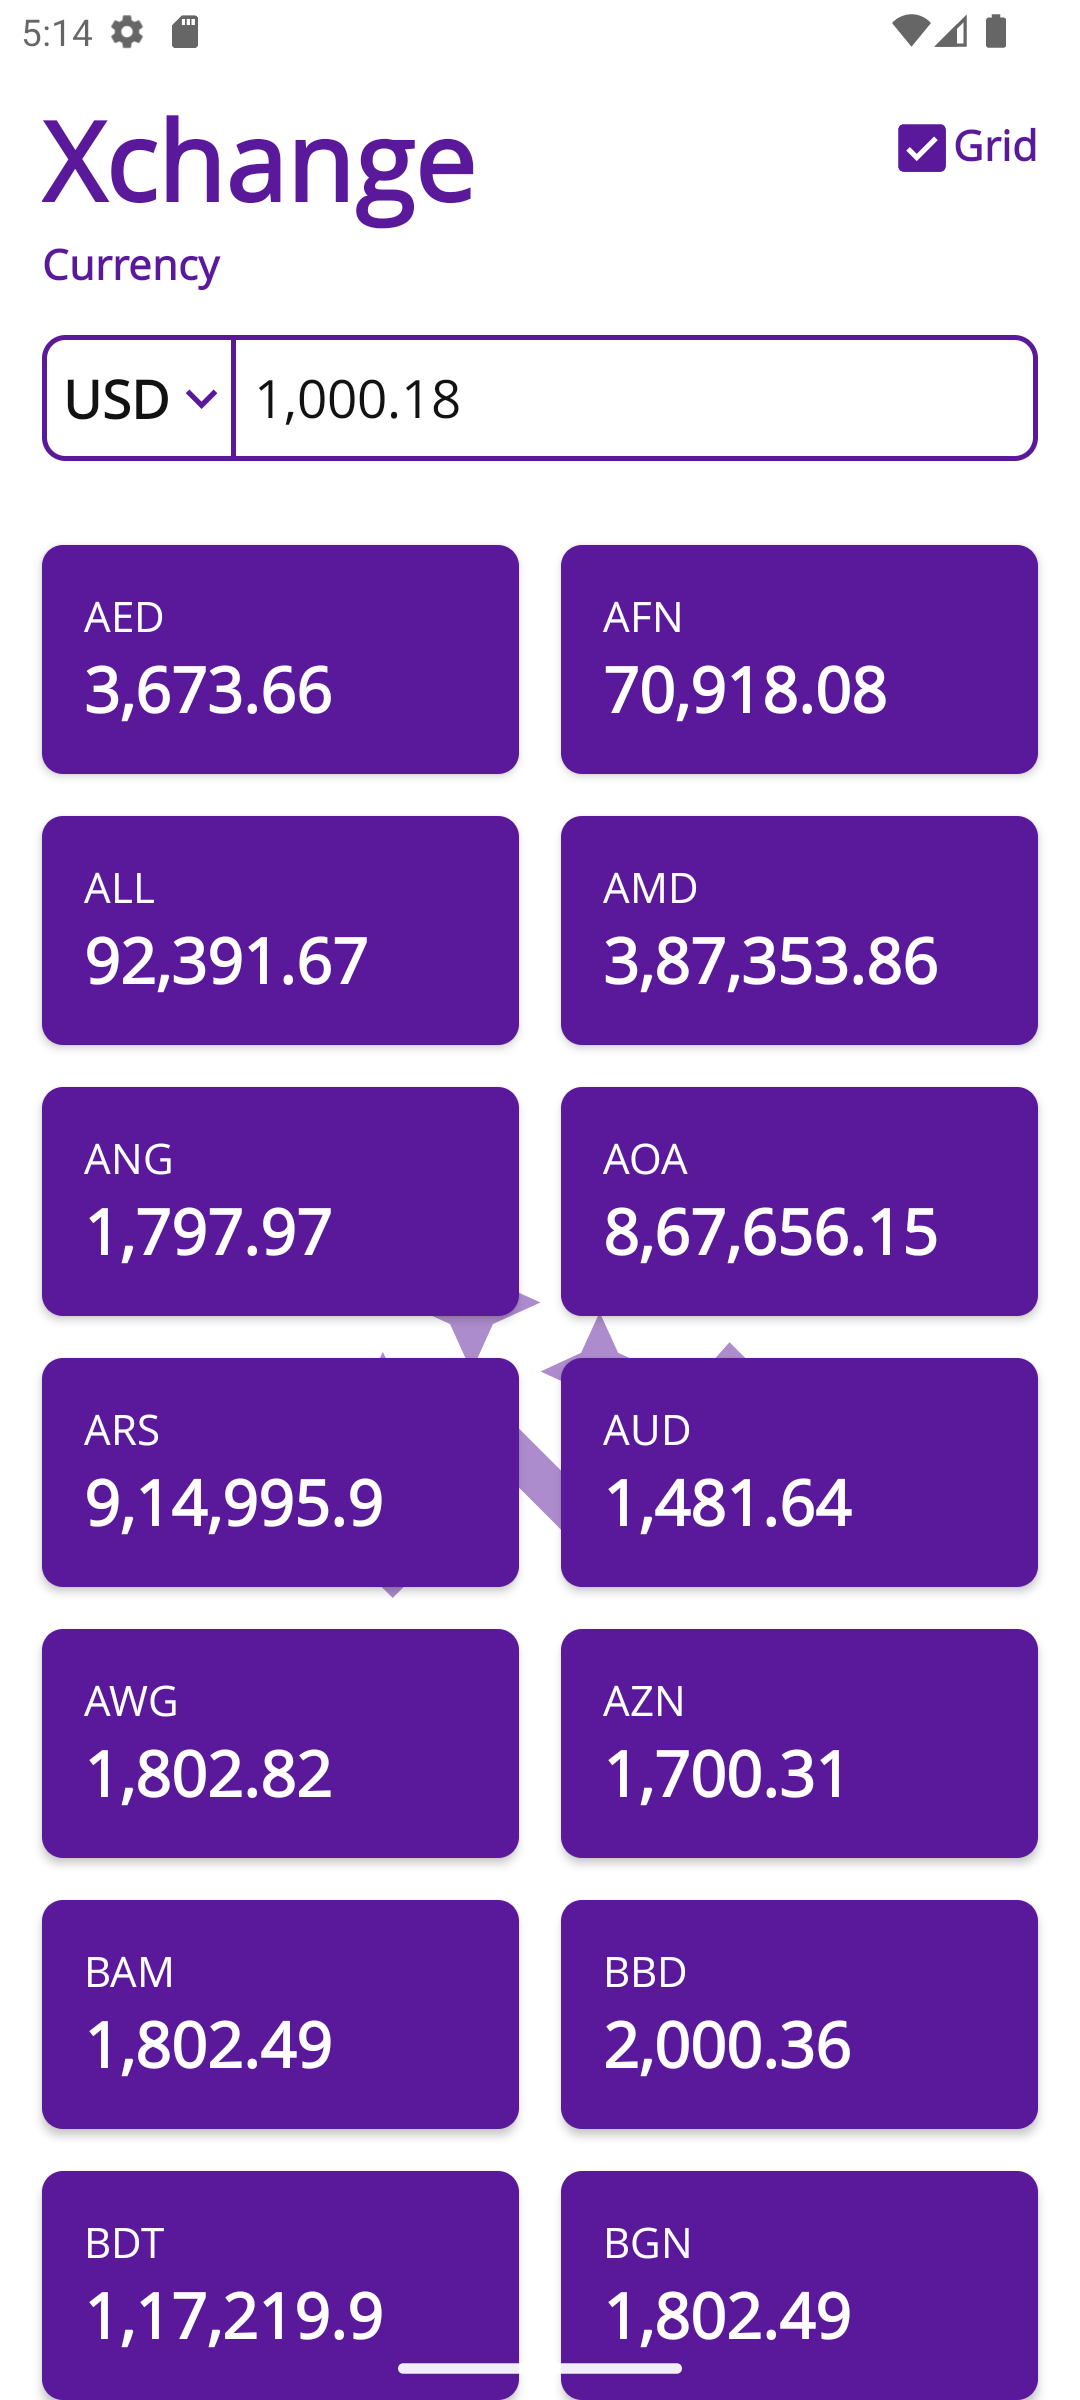 5:14
Xchange
Grid
Currency
USD 1,000.18
AED
3,673.66
AFN
70,918.08
ALL
92,391.67
AMD
3,87,353.86
ANG
1,797.97
AOA
8,67,656.15
ARS
9,14,995.9
AUD
1,481.64
AWG
1,802.82
AZN
1,700.31
BAM
1,802.49
BBD
2,000.36
BDT
1,17,219.9
BGN
1,802.49